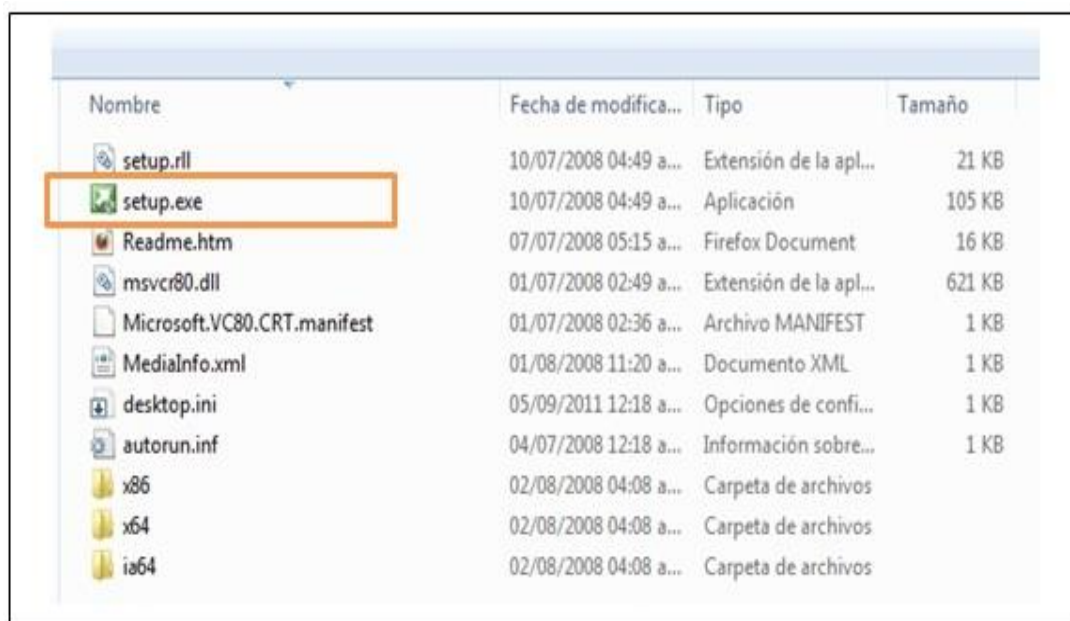 Nombre Fecha de modifica... Tipo Tamaño
setup.rll 10/07/2008 04:49 a... Extensión de la apl... 21 KB
setup.exe 10/07/2008 04:49 a... Aplicación 105 KB
Readme.htm 07/07/2008 05:15 a... Firefox Document 16 KB
msvcr80.dll 01/07/2008 02:49 a... Extensión de la apl... 621 KB
Microsoft.VC80.CRT.manifest 01/07/2008 02:36 a... Archivo MANIFEST 1 KB
MediaInfo.xml 01/08/2008 11:20 a... Documento XML 1 KB
desktop.ini 05/09/2011 12:18 a... Opciones de confi... 1 KB
autorun.inf 04/07/2008 12:18 a... Información sobre... 1 KB
x86 02/08/2008 04:08 a... Carpeta de archivos
x64 02/08/2008 04:08 a... Carpeta de archivos
ia64 02/08/2008 04:08 a... Carpeta de archivos